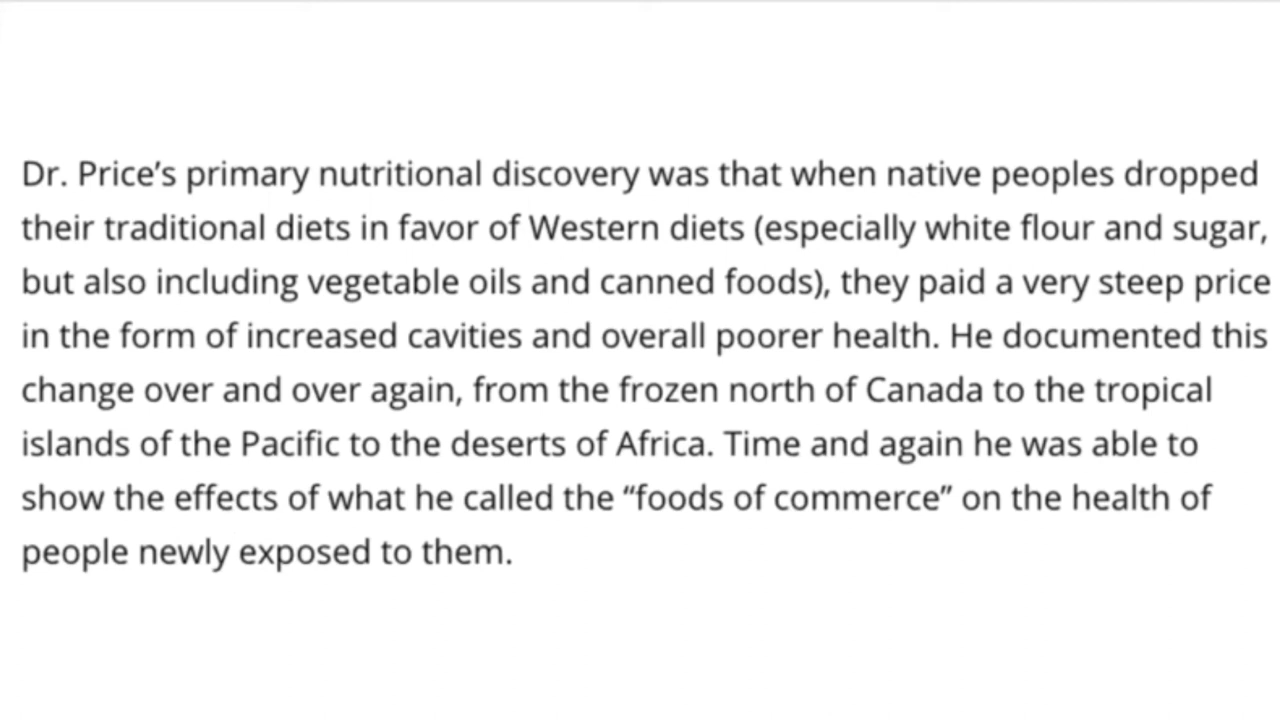 Dr. Price’s primary nutritional discovery was that when native peoples dropped
their traditional diets in favor of Western diets (especially white flour and sugar,
but also including vegetable oils and canned foods), they paid a very steep price
in the form of increased cavities and overall poorer health. He documented this
change over and over again, from the frozen north of Canada to the tropical
islands of the Pacific to the deserts of Africa. Time and again he was able to
show the effects of what he called the “foods of commerce” on the health of
people newly exposed to them.